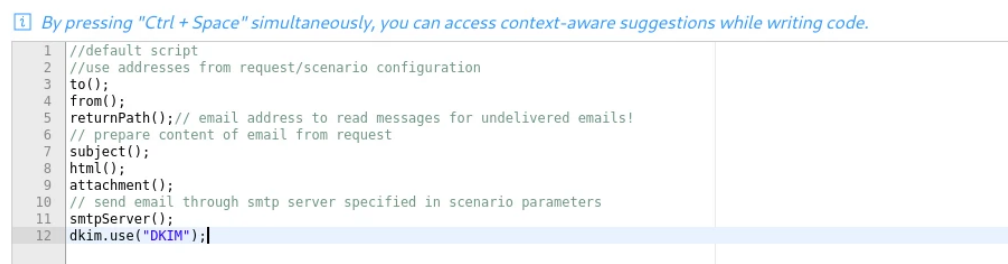 i By pressing "Ctrl + Space" simultaneously, you can access context-aware suggestions while writing code.
1 //default script
2 //use addresses from request/scenario configuration
3 to();
4 from();
5 returnPath();// email address to read messages for undelivered emails!
6 // prepare content of email from request
7 subject();
8 html();
9 attachment();
10 // send email through smtp server specified in scenario parameters
11 smtpServer();
12 dkim.use("DKIM");